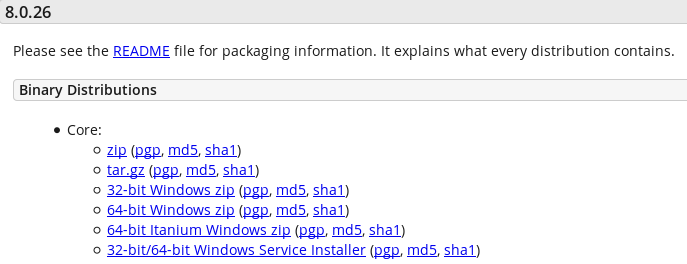 8.0.26
Please see the README file for packaging information. It explains what every distribution contains.
Binary Distributions
• Core:
○ zip (pgp, md5, sha1)
○ tar.gz (pgp, md5, sha1)
○ 32-bit Windows zip (pgp, md5, sha1)
○ 64-bit Windows zip (pgp, md5, sha1)
○ 64-bit Itanium Windows zip (pgp, md5, sha1)
○ 32-bit/64-bit Windows Service Installer (pgp, md5, sha1)